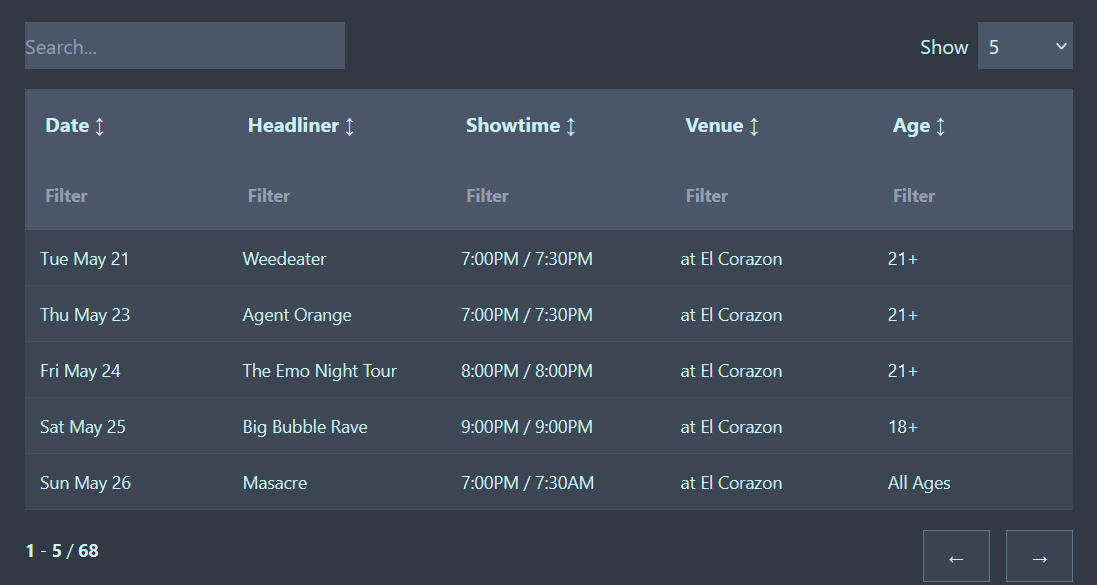 Search... Show 5
Date ↕ Headliner ↕ Showtime ↕ Venue ↕ Age ↕
Filter Filter Filter Filter Filter
Tue May 21 Weedeater 7:00PM / 7:30PM at El Corazon 21+
Thu May 23 Agent Orange 7:00PM / 7:30PM at El Corazon 21+
Fri May 24 The Emo Night Tour 8:00PM / 8:00PM at El Corazon 21+
Sat May 25 Big Bubble Rave 9:00PM / 9:00PM at El Corazon 18+
Sun May 26 Masacre 7:00PM / 7:30AM at El Corazon All Ages
1 - 5 / 68 ← →